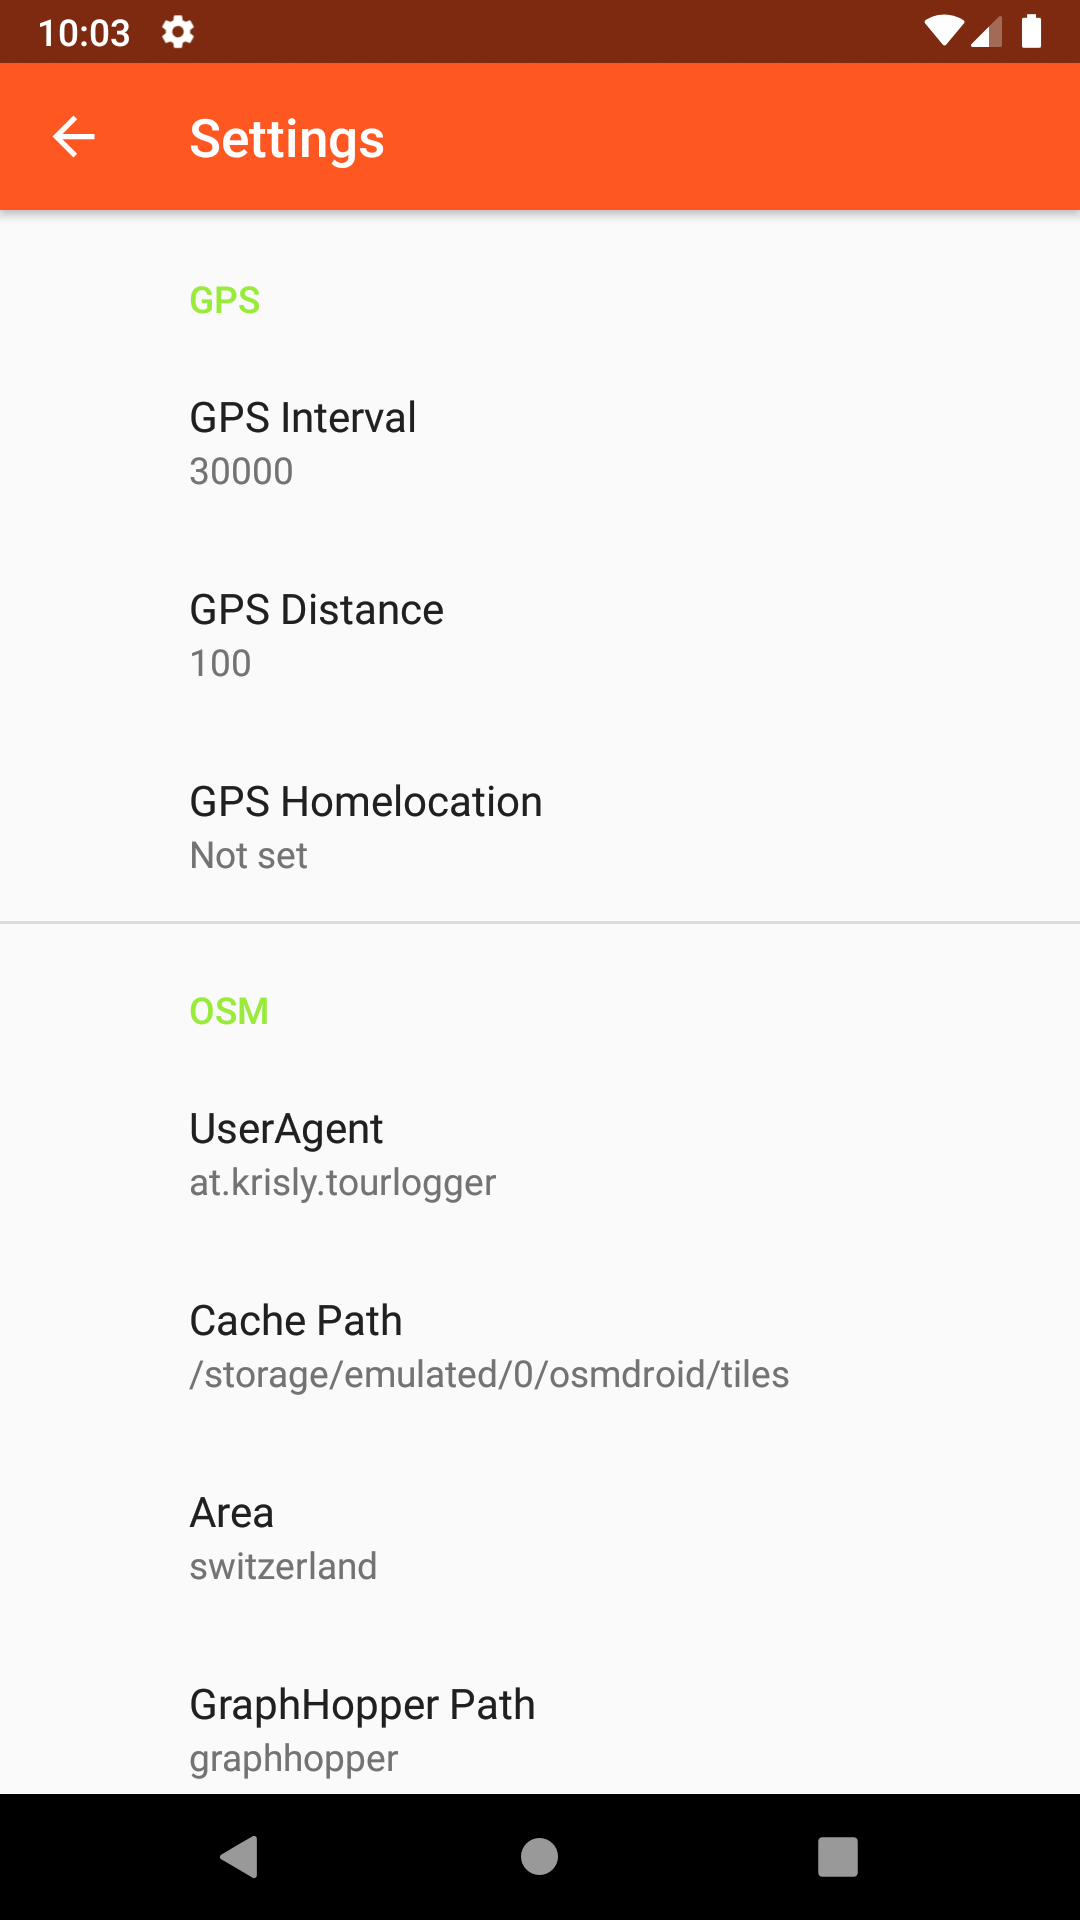 10:03
Settings
GPS
GPS Interval
30000
GPS Distance
100
GPS Homelocation
Not set
OSM
UserAgent
at.krisly.tourlogger
Cache Path
/storage/emulated/0/osmdroid/tiles
Area
switzerland
GraphHopper Path
graphhopper